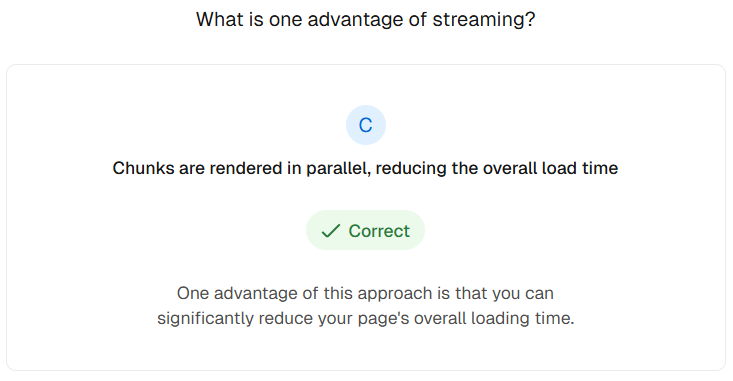 What is one advantage of streaming?
C
Chunks are rendered in parallel, reducing the overall load time
Correct
One advantage of this approach is that you can
significantly reduce your page's overall loading time.